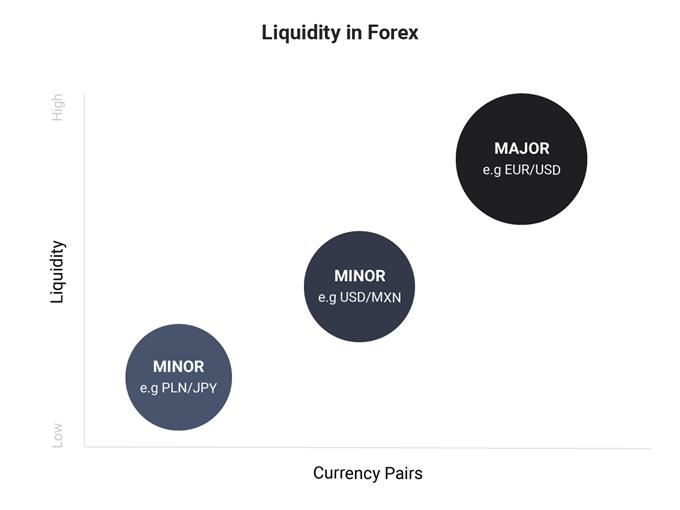 Liquidity in Forex
High
MAJOR
e.g EUR/USD
Liquidity
MINOR
e.g USD/MXN
MINOR
e.g PLN/JPY
Low
Currency Pairs